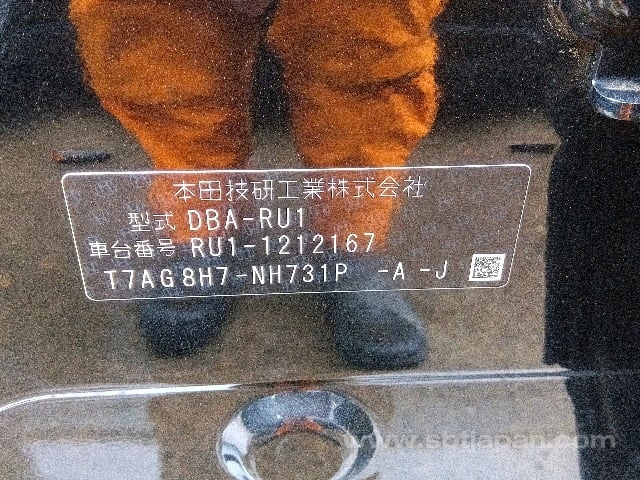 本田技研工業株式会社
型式 DBA-RU1
車台番号 RU1-1212167
T7AG8H7-NH731P -A -J
www.sbtjapan.com